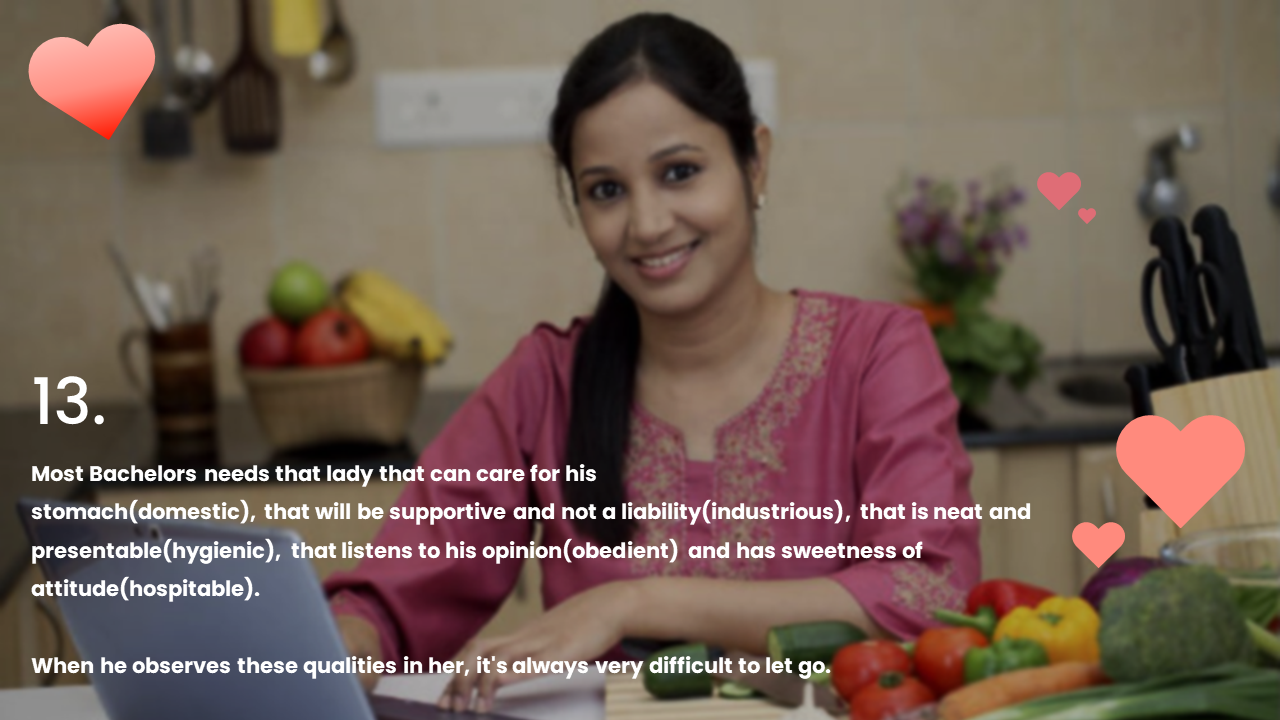 13.
Most Bachelors needs that lady that can care for his
stomach(domestic), that will be supportive and not a liability(industrious), that is neat and
presentable(hygienic), that listens to his opinion(obedient) and has sweetness of
attitude(hospitable).
When he observes these qualities in her, it's always very difficult to let go.